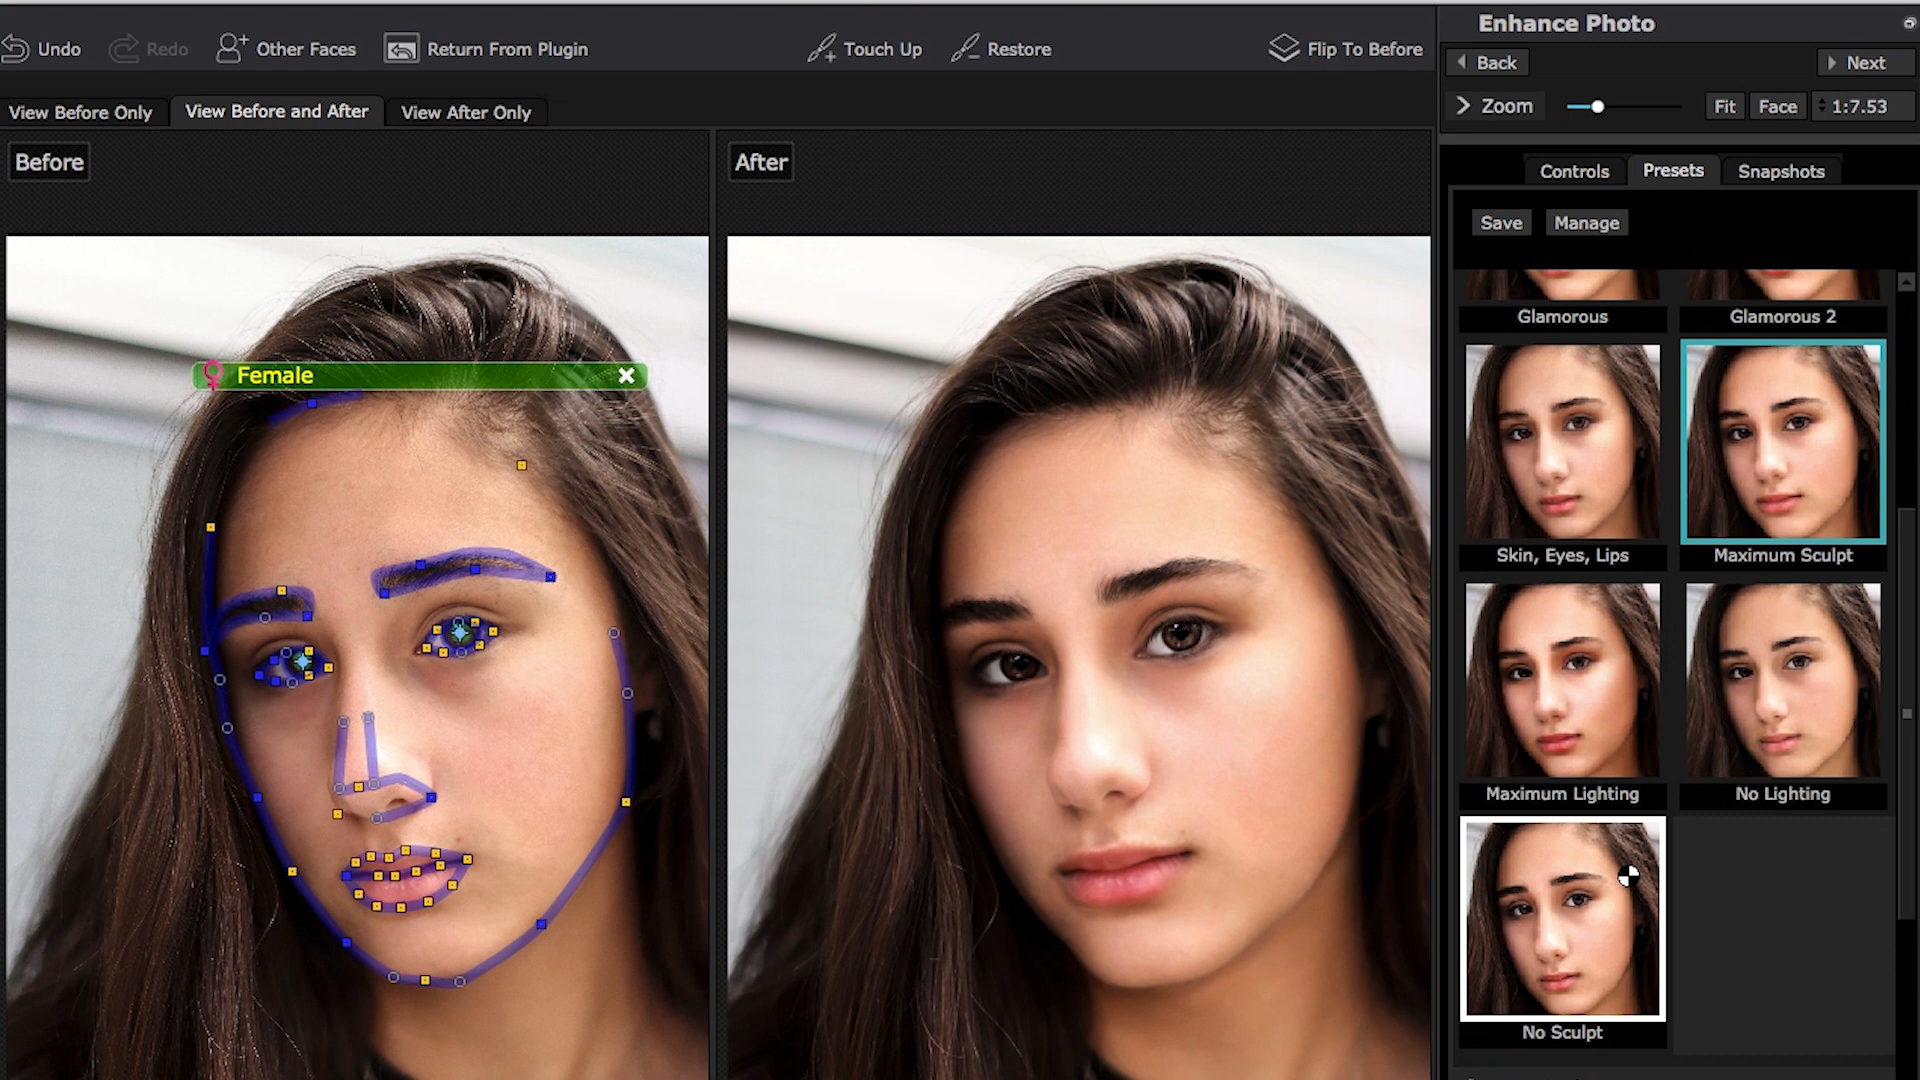 Enhance Photo
Undo
Redo
Other Faces
Return From Plugin
Touch Up
Restore
Flip To Before
Back
Next
Zoom
Fit
Face
1:7.53
View Before Only
View Before and After
View After Only
Before
After
Controls
Presets
Snapshots
Save
Manage
Female
Glamorous
Glamorous 2
Skin, Eyes, Lips
Maximum Sculpt
Maximum Lighting
No Lighting
No Sculpt